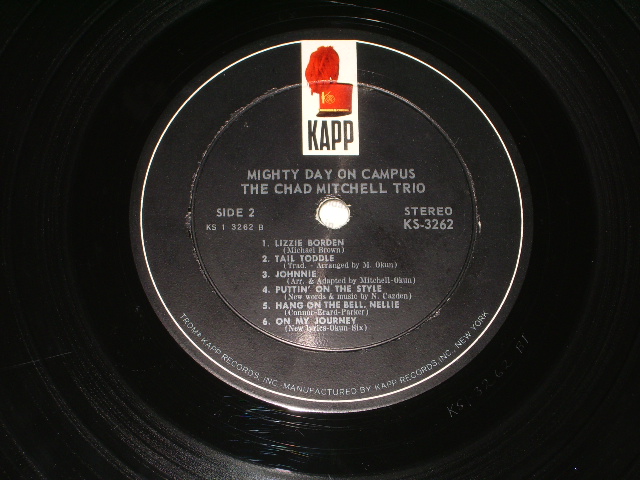 KAPP
MIGHTY DAY ON CAMPUS
THE CHAD MITCHELL TRIO
SIDE 2
KS 1 3262 B
STEREO
KS-3262
1. LIZZIE BORDEN
(Michael Brown)
2. TAIL TODDLE
(Trad. - Arranged by M. Okun)
3. JOHNNIE
(Arr. & Adapted by Mitchell-Okun)
4. PUTTIN' ON THE STYLE
(New words & music by N. Cazden)
5. HANG ON THE BELL, NELLIE
(Connor-Erard-Parker)
6. ON MY JOURNEY
(New lyrics-Okun-Six)
TROM® KAPP RECORDS, INC. -MANUFACTURED BY KAPP RECORDS, INC., NEW YORK
KS-3262 B1